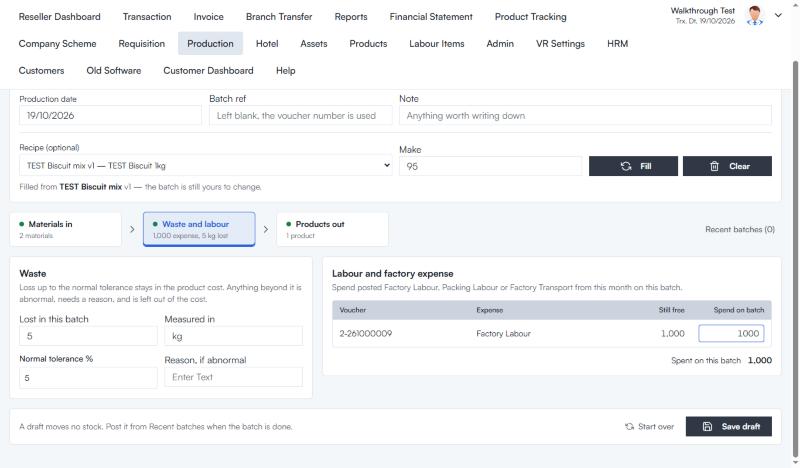 Reseller Dashboard Transaction Invoice Branch Transfer Reports Financial Statement Product Tracking
Walkthrough Test
Trx. Dt. 19/10/2026
Company Scheme Requisition Production Hotel Assets Products Labour Items Admin VR Settings HRM
Customers Old Software Customer Dashboard Help
Production date Batch ref Note
19/10/2026 Left blank, the voucher number is used Anything worth writing down
Recipe (optional) Make
TEST Biscuit mix v1 — TEST Biscuit 1kg 95 Fill Clear
Filled from TEST Biscuit mix v1 — the batch is still yours to change.
Materials in Waste and labour Products out
2 materials 1,000 expense, 5 kg lost 1 product
Recent batches (0)
Waste
Loss up to the normal tolerance stays in the product cost. Anything beyond it is
abnormal, needs a reason, and is left out of the cost.
Lost in this batch Measured in
5 kg
Normal tolerance % Reason, if abnormal
5 Enter Text
Labour and factory expense
Spend posted Factory Labour, Packing Labour or Factory Transport from this month on this batch.
Voucher Expense Still free Spend on batch
2-261000009 Factory Labour 1,000 1000
Spent on this batch 1,000
A draft moves no stock. Post it from Recent batches when the batch is done. Start over Save draft